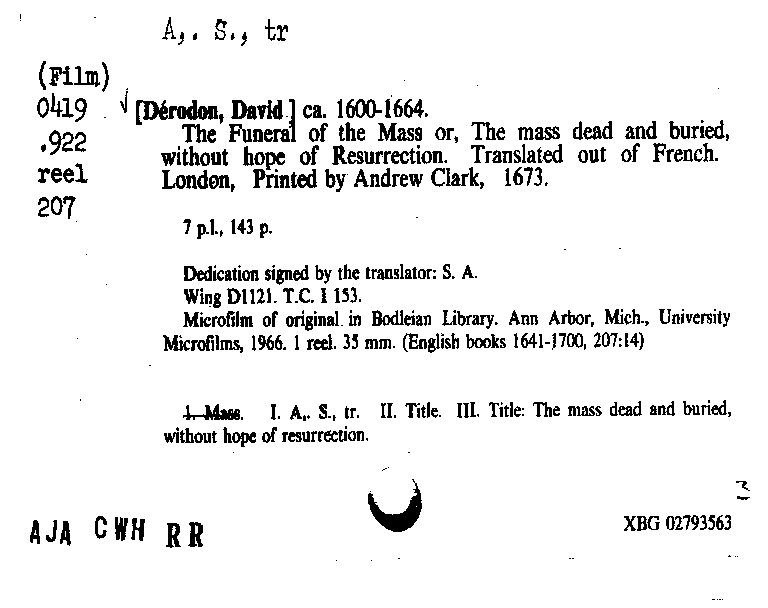 A,. S., tr
(Film)
0419
.922
reel
207
√ [Dérodon, David ] ca. 1600-1664.
The Funeral of the Mass or, The mass dead and buried,
without hope of Resurrection. Translated out of French.
London, Printed by Andrew Clark, 1673.
7 p.l., 143 p.
Dedication signed by the translator: S. A.
Wing D1121. T.C. I 153.
Microfilm of original in Bodleian Library. Ann Arbor, Mich., University
Microfilms, 1966. 1 reel. 35 mm. (English books 1641-1700, 207:14)
1. Mass. I. A,. S., tr. II. Title. III. Title: The mass dead and buried,
without hope of resurrection.
AJA CWH RR
XBG 02793563